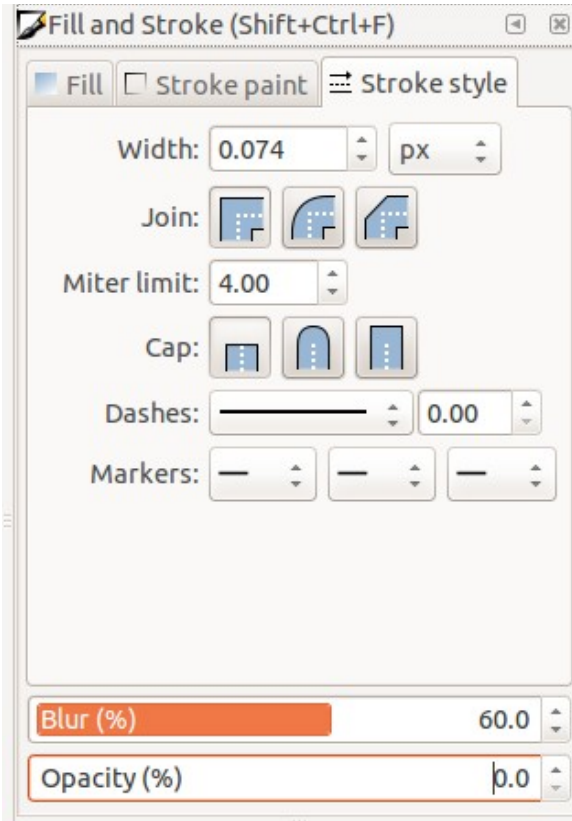 Fill and Stroke (Shift+Ctrl+F)
Fill Stroke paint Stroke style
Width: 0.074 px
Join:
Miter limit: 4.00
Cap:
Dashes: 0.00
Markers:
Blur (%) 60.0
Opacity (%) 0.0